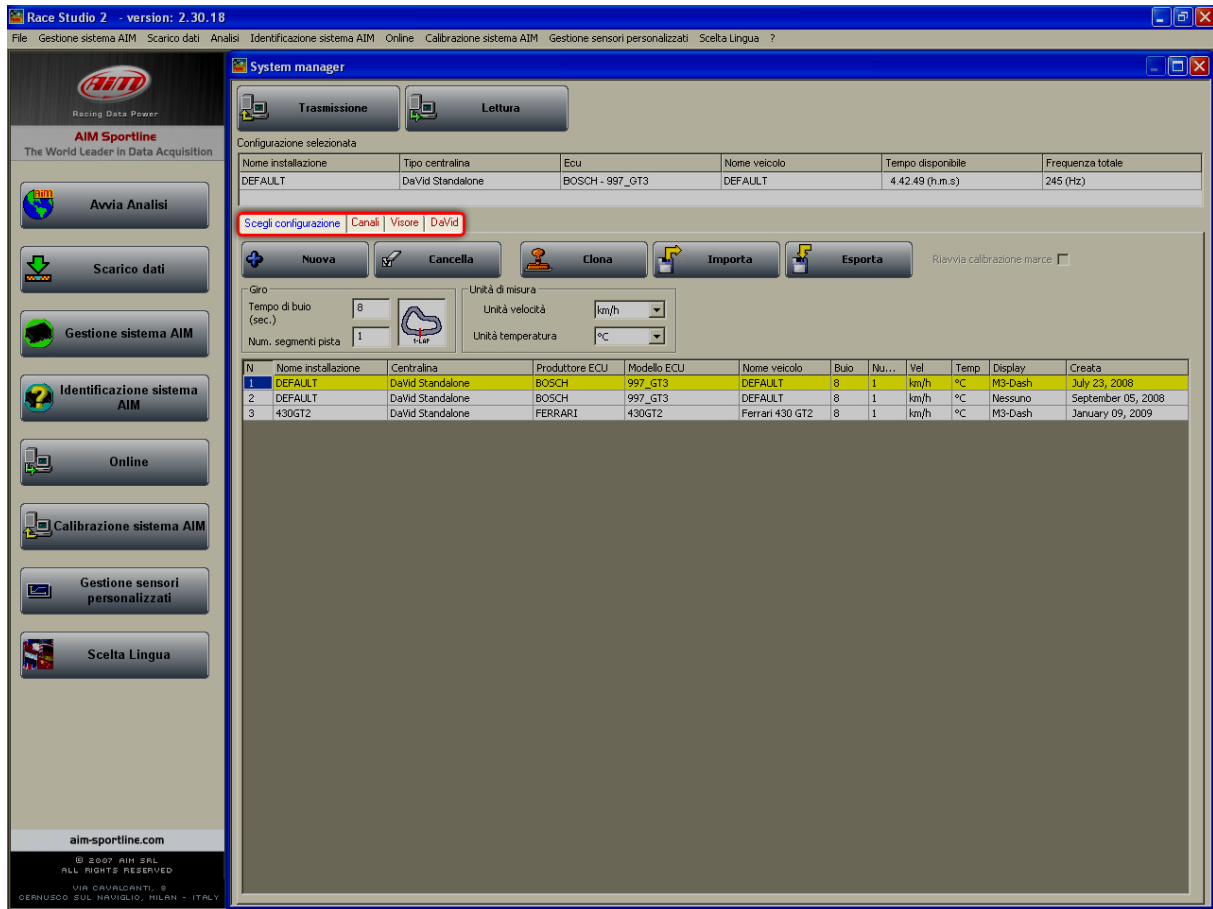 Race Studio 2 - version: 2.30.18
File Gestione sistema AIM Scarico dati Analisi Identificazione sistema AIM Online Calibrazione sistema AIM Gestione sensori personalizzati Scelta Lingua ?
AiM
Racing Data Power
AIM Sportline
The World Leader in Data Acquisition
Avvia Analisi
Scarico dati
Gestione sistema AIM
Identificazione sistema
AIM
Online
Calibrazione sistema AIM
Gestione sensori
personalizzati
Scelta Lingua
aim-sportline.com
© 2007 AIM SRL
ALL RIGHTS RESERVED
VIA CAVALCANTI, 8
CERNUSCO SUL NAVIGLIO, MILAN - ITALY
System manager
Trasmissione Lettura
Configurazione selezionata
Nome installazione Tipo centralina Ecu Nome veicolo Tempo disponibile Frequenza totale
DEFAULT DaVid Standalone BOSCH - 997_GT3 DEFAULT 4.42.49 (h.m.s) 245 (Hz)
Scegli configurazione Canali Visore DaVid
Nuova Cancella Clona Importa Esporta Riavvia calibrazione marce
Giro
Tempo di buio
(sec.)
8
Num. segmenti pista 1
1-LAP
Unità di misura
Unità velocità km/h
Unità temperatura °C
N Nome installazione Centralina Produttore ECU Modello ECU Nome veicolo Buio Nu... Vel Temp Display Creata
1 DEFAULT DaVid Standalone BOSCH 997_GT3 DEFAULT 8 1 km/h °C M3-Dash July 23, 2008
2 DEFAULT DaVid Standalone BOSCH 997_GT3 DEFAULT 8 1 km/h °C Nessuno September 05, 2008
3 430GT2 DaVid Standalone FERRARI 430GT2 Ferrari 430 GT2 8 1 km/h °C M3-Dash January 09, 2009